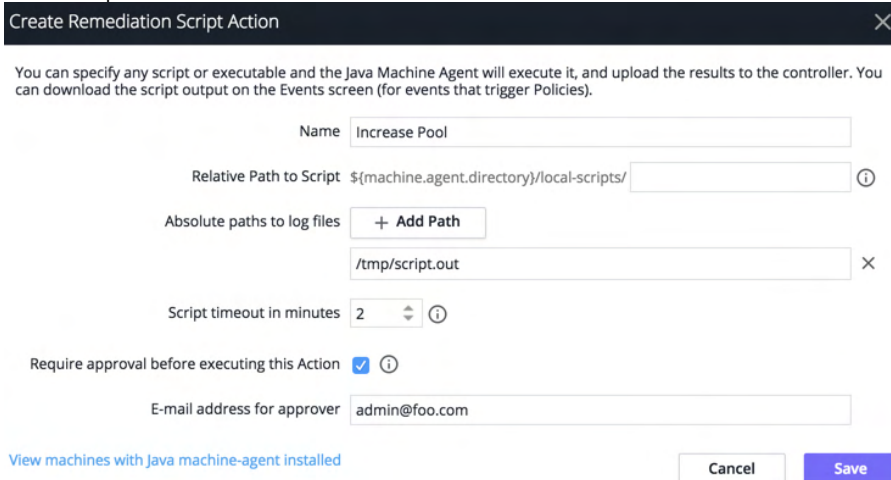 Create Remediation Script Action
You can specify any script or executable and the Java Machine Agent will execute it, and upload the results to the controller. You
can download the script output on the Events screen (for events that trigger Policies).
Name Increase Pool
Relative Path to Script ${machine.agent.directory}/local-scripts/
Absolute paths to log files + Add Path
/tmp/script.out
Script timeout in minutes 2
Require approval before executing this Action
E-mail address for approver admin@foo.com
View machines with Java machine-agent installed Cancel Save